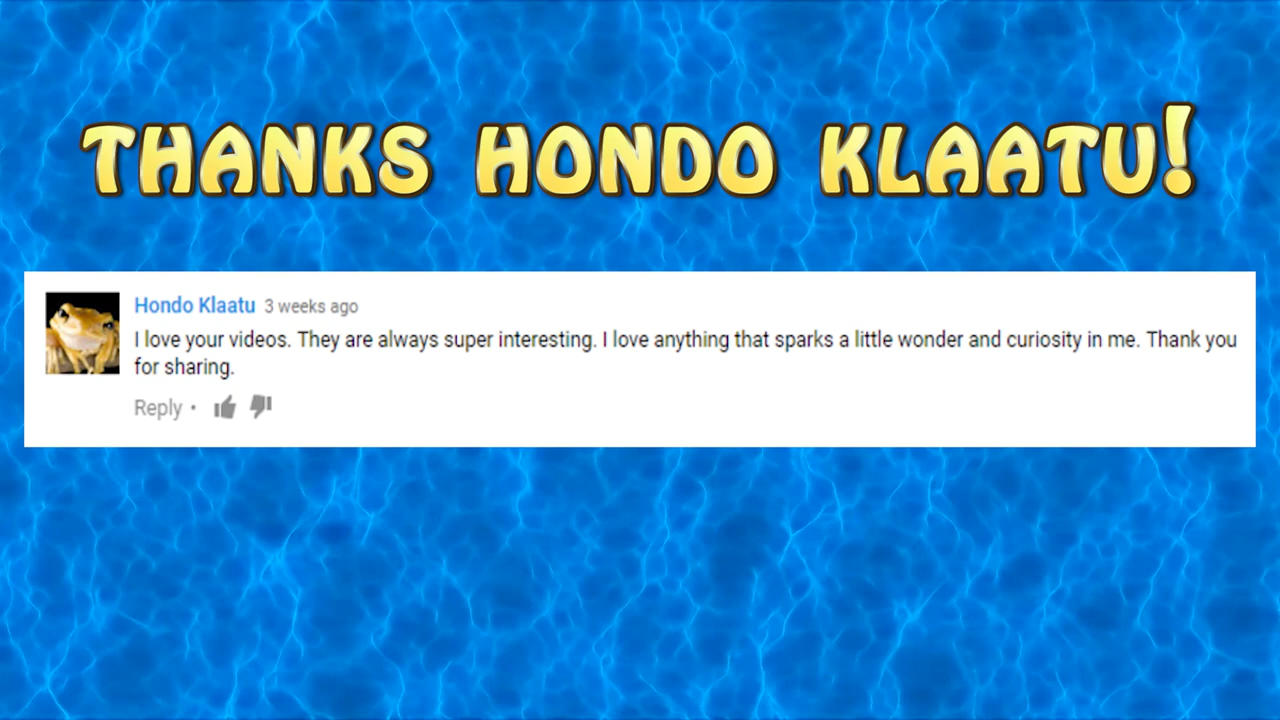 THANKS HONDO KLAATU!
Hondo Klaatu 3 weeks ago
I love your videos. They are always super interesting. I love anything that sparks a little wonder and curiosity in me. Thank you
for sharing.
Reply •